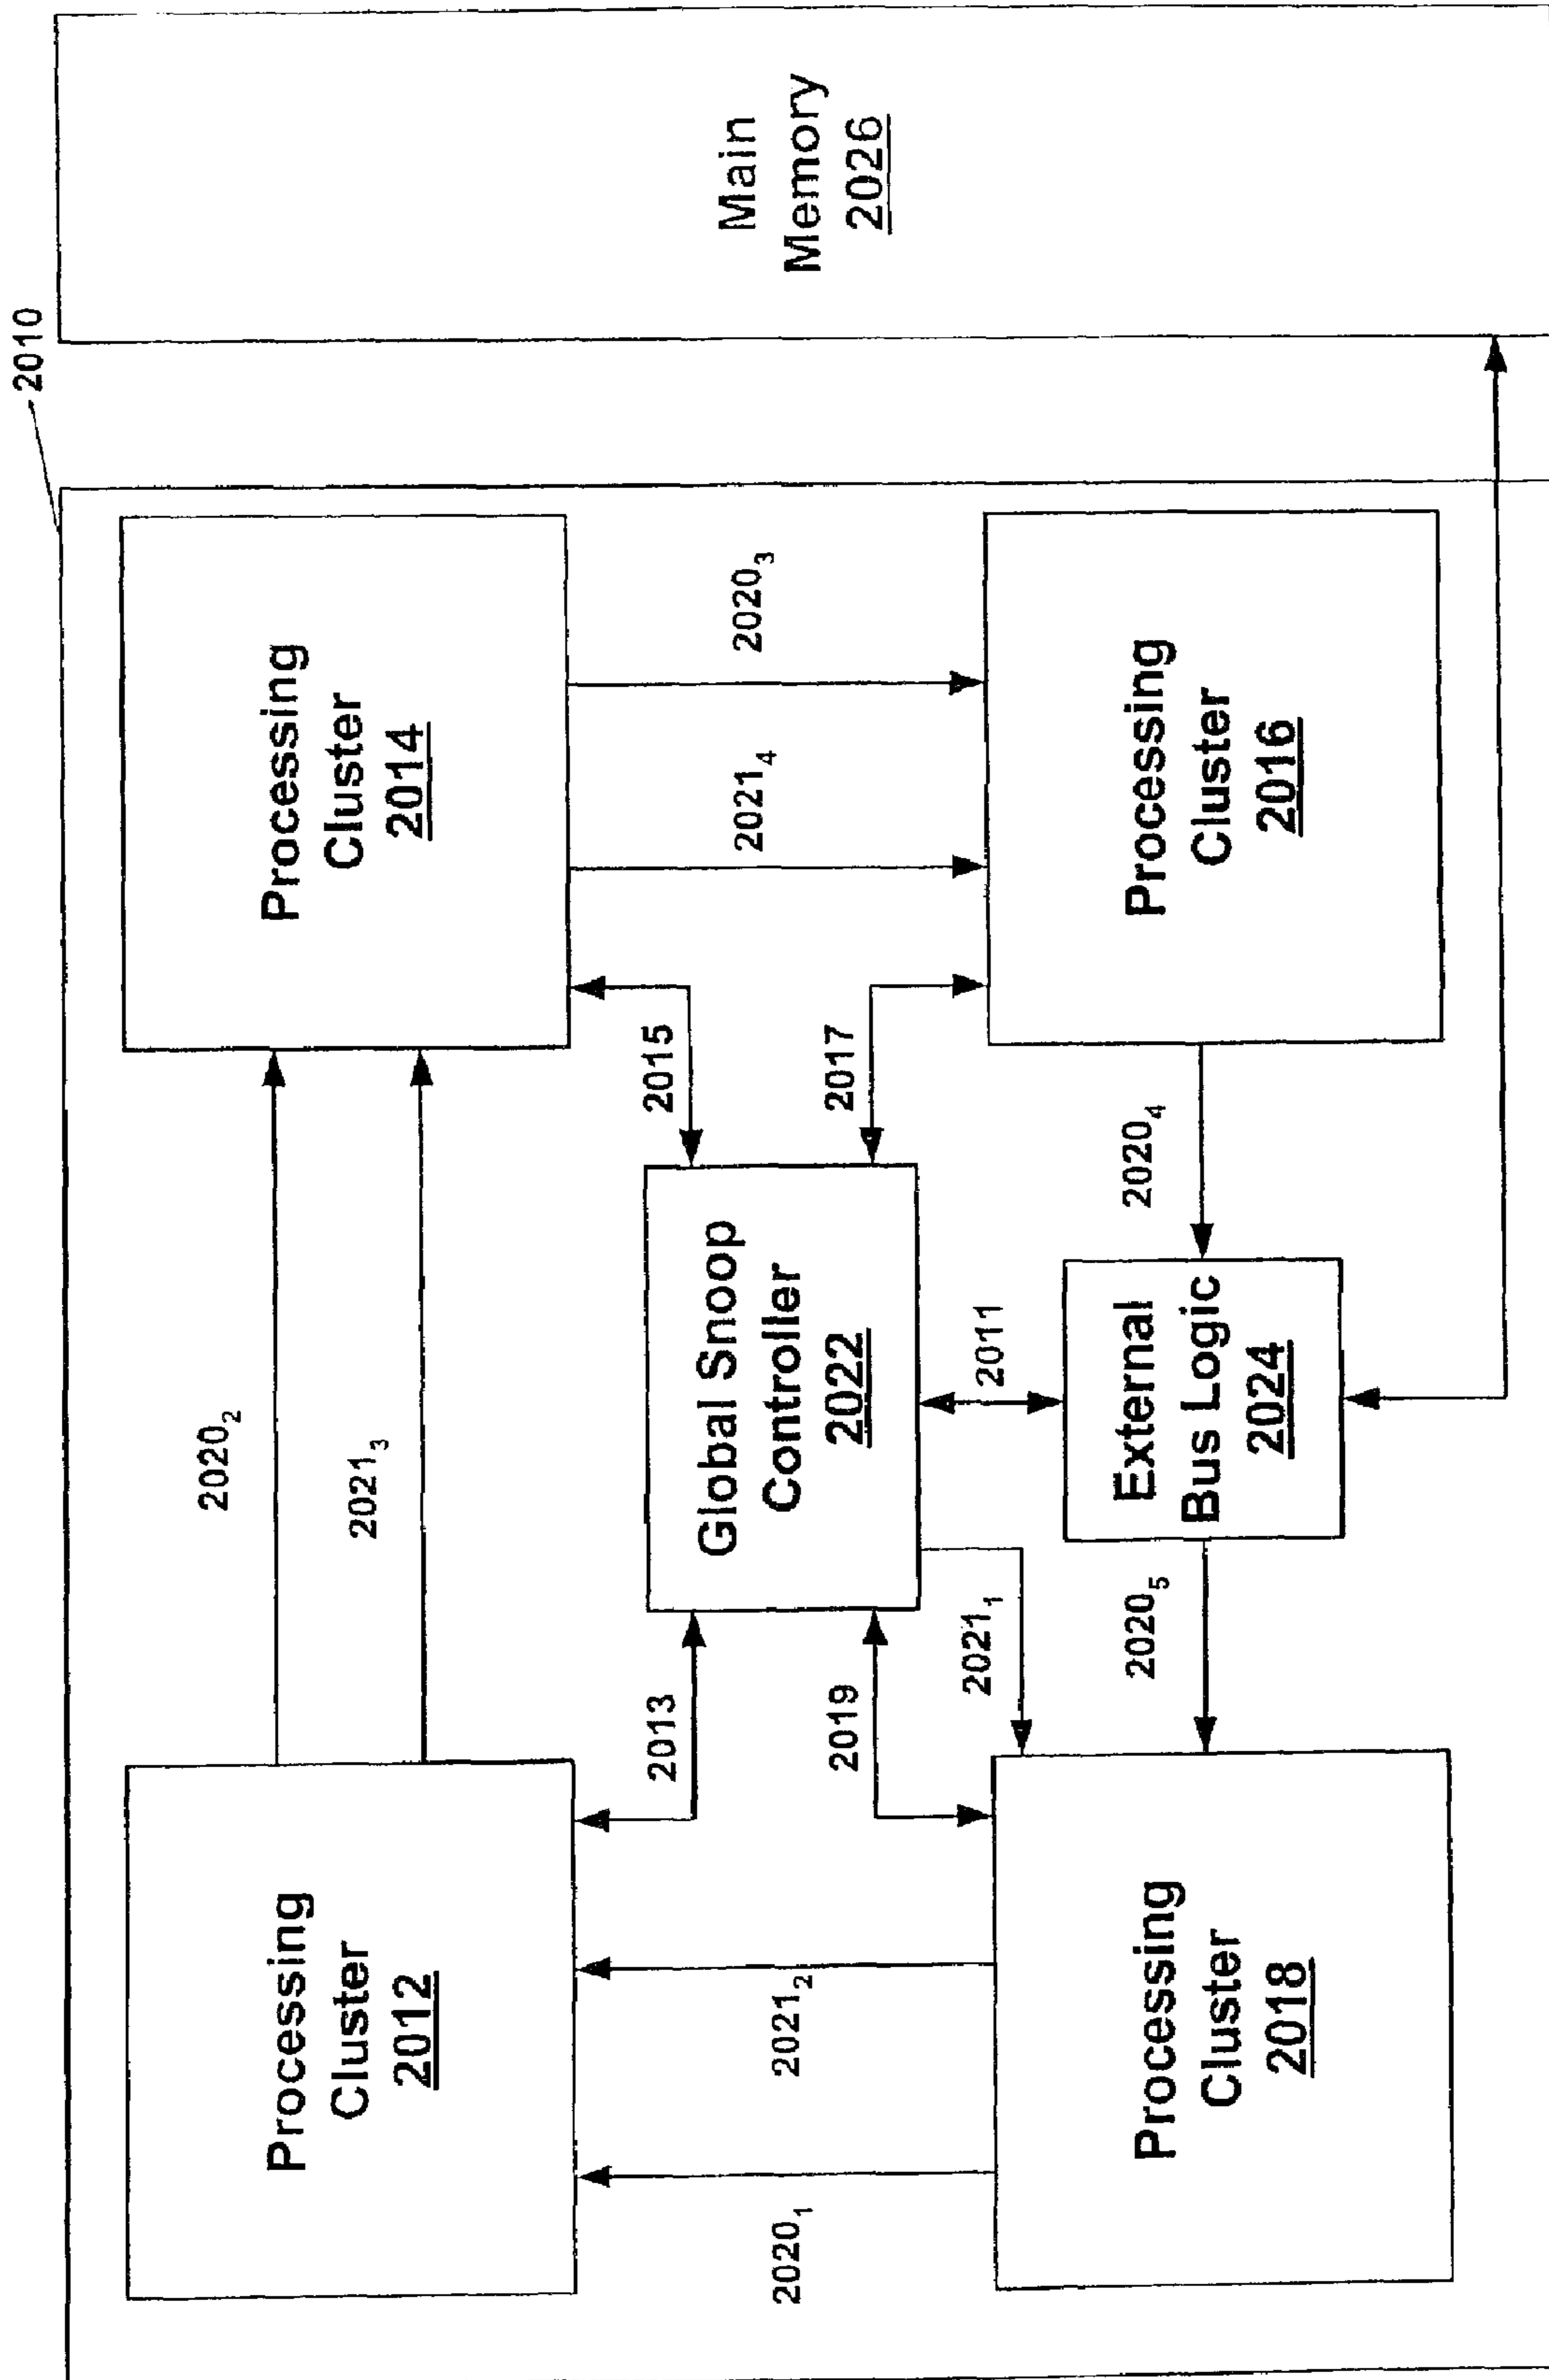 2010
Processing
Cluster
2012
2020₂
2021₃
Processing
Cluster
2014
Main
Memory
2026
2013
2015
Global Snoop
Controller
2022
2020₁
2021₂
2021₄
2020₃
2019
2017
2021₁
2011
Processing
Cluster
2018
2020₅
External
Bus Logic
2024
2020₄
Processing
Cluster
2016